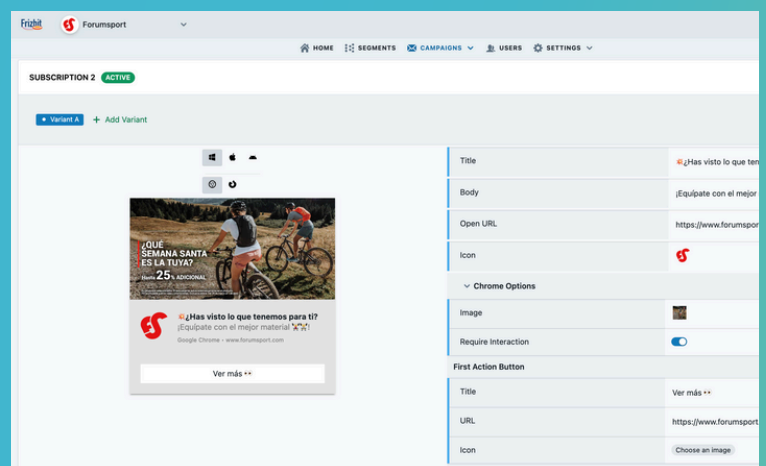 Frizbit
Forumsport
HOME SEGMENTS CAMPAIGNS USERS SETTINGS
SUBSCRIPTION 2 ACTIVE
Variant A + Add Variant
¿QUÉ
SEMANA SANTA
ES LA TUYA?
Hasta 25% ADICIONAL
¿Has visto lo que tenemos para ti?
¡Equípate con el mejor material !
Google Chrome - www.forumsport.com
Ver más
Title ¿Has visto lo que ten
Body ¡Equípate con el mejor
Open URL https://www.forumspor
Icon
Chrome Options
Image
Require Interaction
First Action Button
Title Ver más
URL https://www.forumsport
Icon Choose an image